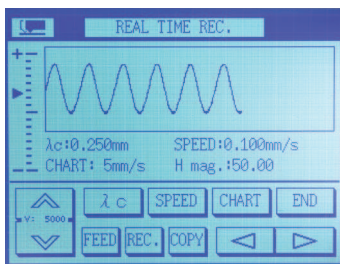 REAL TIME REC.
λc:0.250mm SPEED:0.100mm/s
CHART: 5mm/s H mag.:50.00
λc SPEED CHART END
V: 5000
FEED REC. COPY